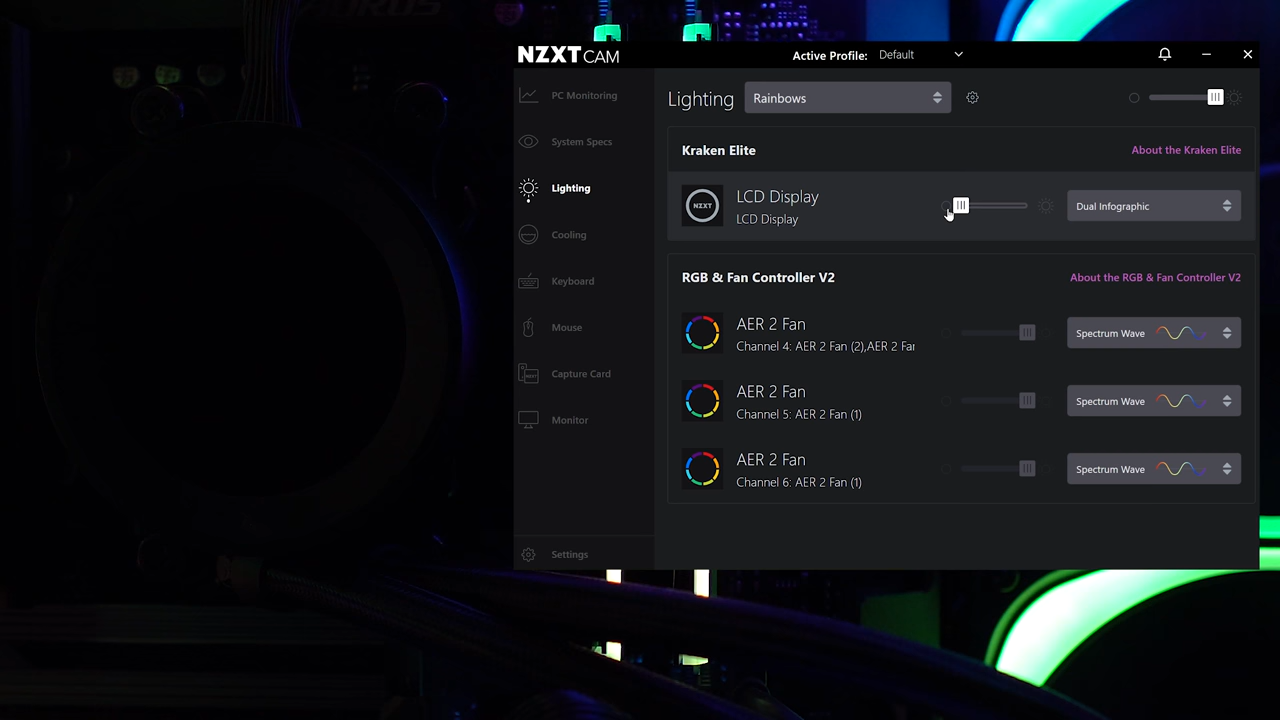 AORUS
NZXT CAM
Active Profile: Default
PC Monitoring
System Specs
Lighting
Cooling
Keyboard
Mouse
Capture Card
Monitor
Settings
Lighting Rainbows
Kraken Elite About the Kraken Elite
NZXT
LCD Display
LCD Display
Dual Infographic
RGB & Fan Controller V2 About the RGB & Fan Controller V2
AER 2 Fan
Channel 4: AER 2 Fan (2),AER 2 Fan
Spectrum Wave
AER 2 Fan
Channel 5: AER 2 Fan (1)
Spectrum Wave
AER 2 Fan
Channel 6: AER 2 Fan (1)
Spectrum Wave